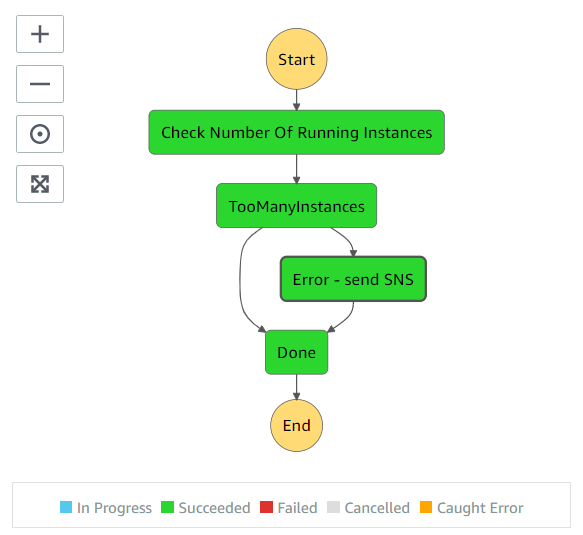 Start
Check Number Of Running Instances
TooManyInstances
Error - send SNS
Done
End
In Progress Succeeded Failed Cancelled Caught Error